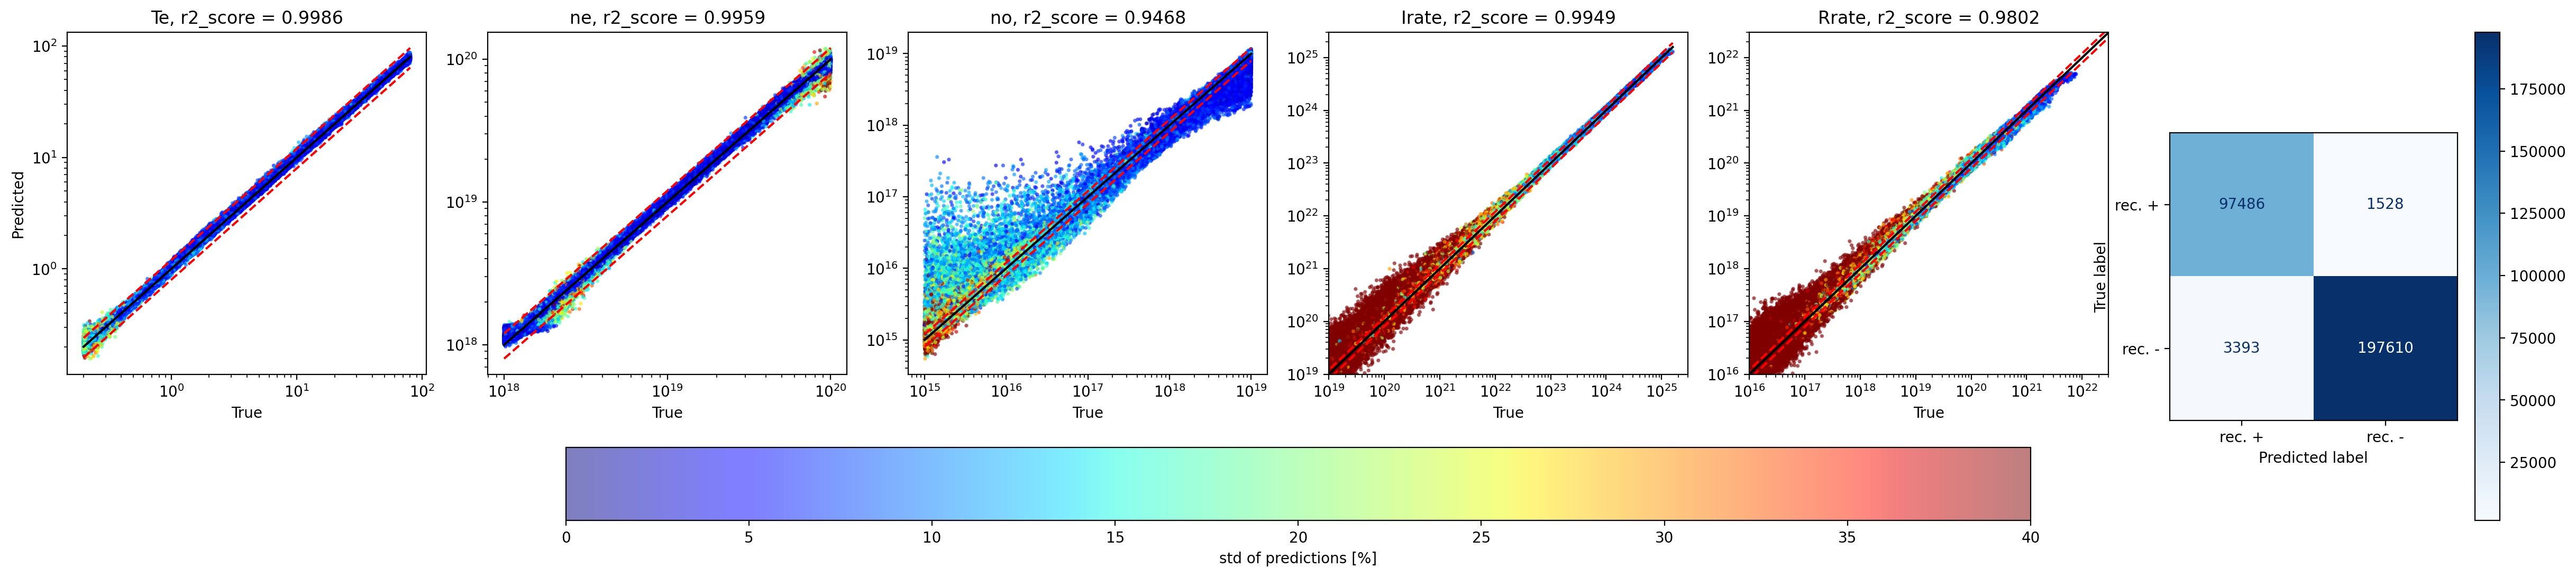 Te, r2_score = 0.9986
Predicted
10²
10¹
10⁰
10⁰ 10¹ 10²
True
ne, r2_score = 0.9959
10²⁰
10¹⁹
10¹⁸
10¹⁸ 10¹⁹ 10²⁰
True
no, r2_score = 0.9468
10¹⁹
10¹⁸
10¹⁷
10¹⁶
10¹⁵
10¹⁵ 10¹⁶ 10¹⁷ 10¹⁸ 10¹⁹
True
Irate, r2_score = 0.9949
10²⁵
10²⁴
10²³
10²²
10²¹
10²⁰
10¹⁹
10¹⁹ 10²⁰ 10²¹ 10²² 10²³ 10²⁴ 10²⁵
True
Rrate, r2_score = 0.9802
10²²
10²¹
10²⁰
10¹⁹
10¹⁸
10¹⁷
10¹⁶
10¹⁶ 10¹⁷ 10¹⁸ 10¹⁹ 10²⁰ 10²¹ 10²²
True
True label
rec. + 97486 1528
rec. - 3393 197610
rec. + rec. -
Predicted label
175000
150000
125000
100000
75000
50000
25000
0 5 10 15 20 25 30 35 40
std of predictions [%]